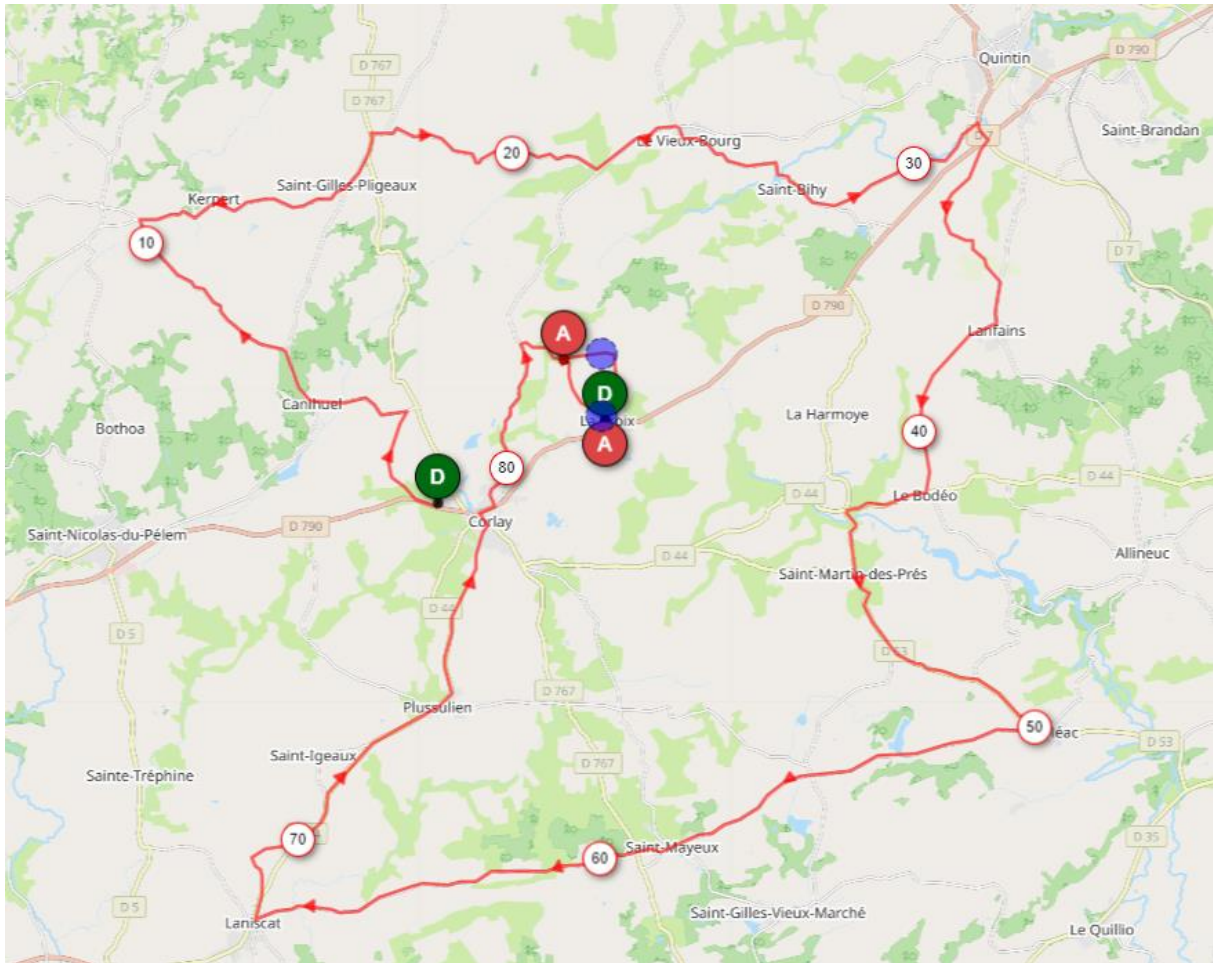 Quintin
D 790
D 767
D 767
Saint-Brandan
D 7
Le Vieux-Bourg
20
30
Saint-Gilles-Pligeaux
Saint-Bihy
Kerpert
10
D 7
D 790
A
Lanfains
D
Canihuel
La Harmoye
Bothoa
40
A
80
D
D 44
D 44
Le Bodéo
Corlay
D 790
Saint-Nicolas-du-Pélem
D 44
Allineuc
Saint-Martin-des-Prés
D 44
D 5
D 53
D 767
Plussulien
50
D 53
Saint-Igeaux
D 767
Sainte-Tréphine
70
D 35
60
Saint-Mayeux
D 5
Saint-Gilles-Vieux-Marché
Laniscat
Le Quillio